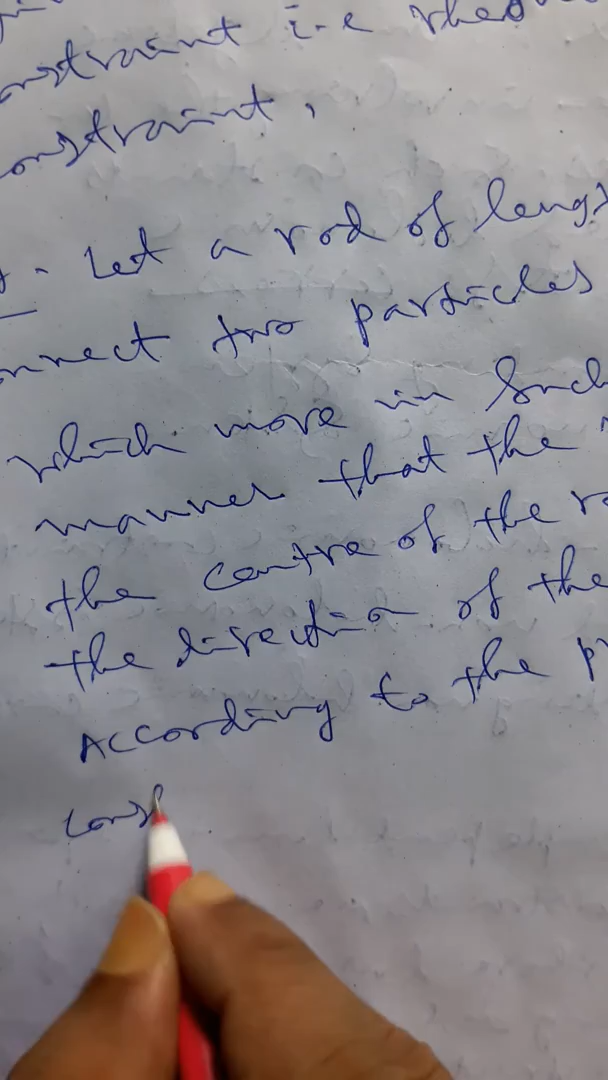 constraint i.e
constraint.
- Let a rod of
connect two particles
which move in such
manner that the
the centre of the
the direction of the
According to the